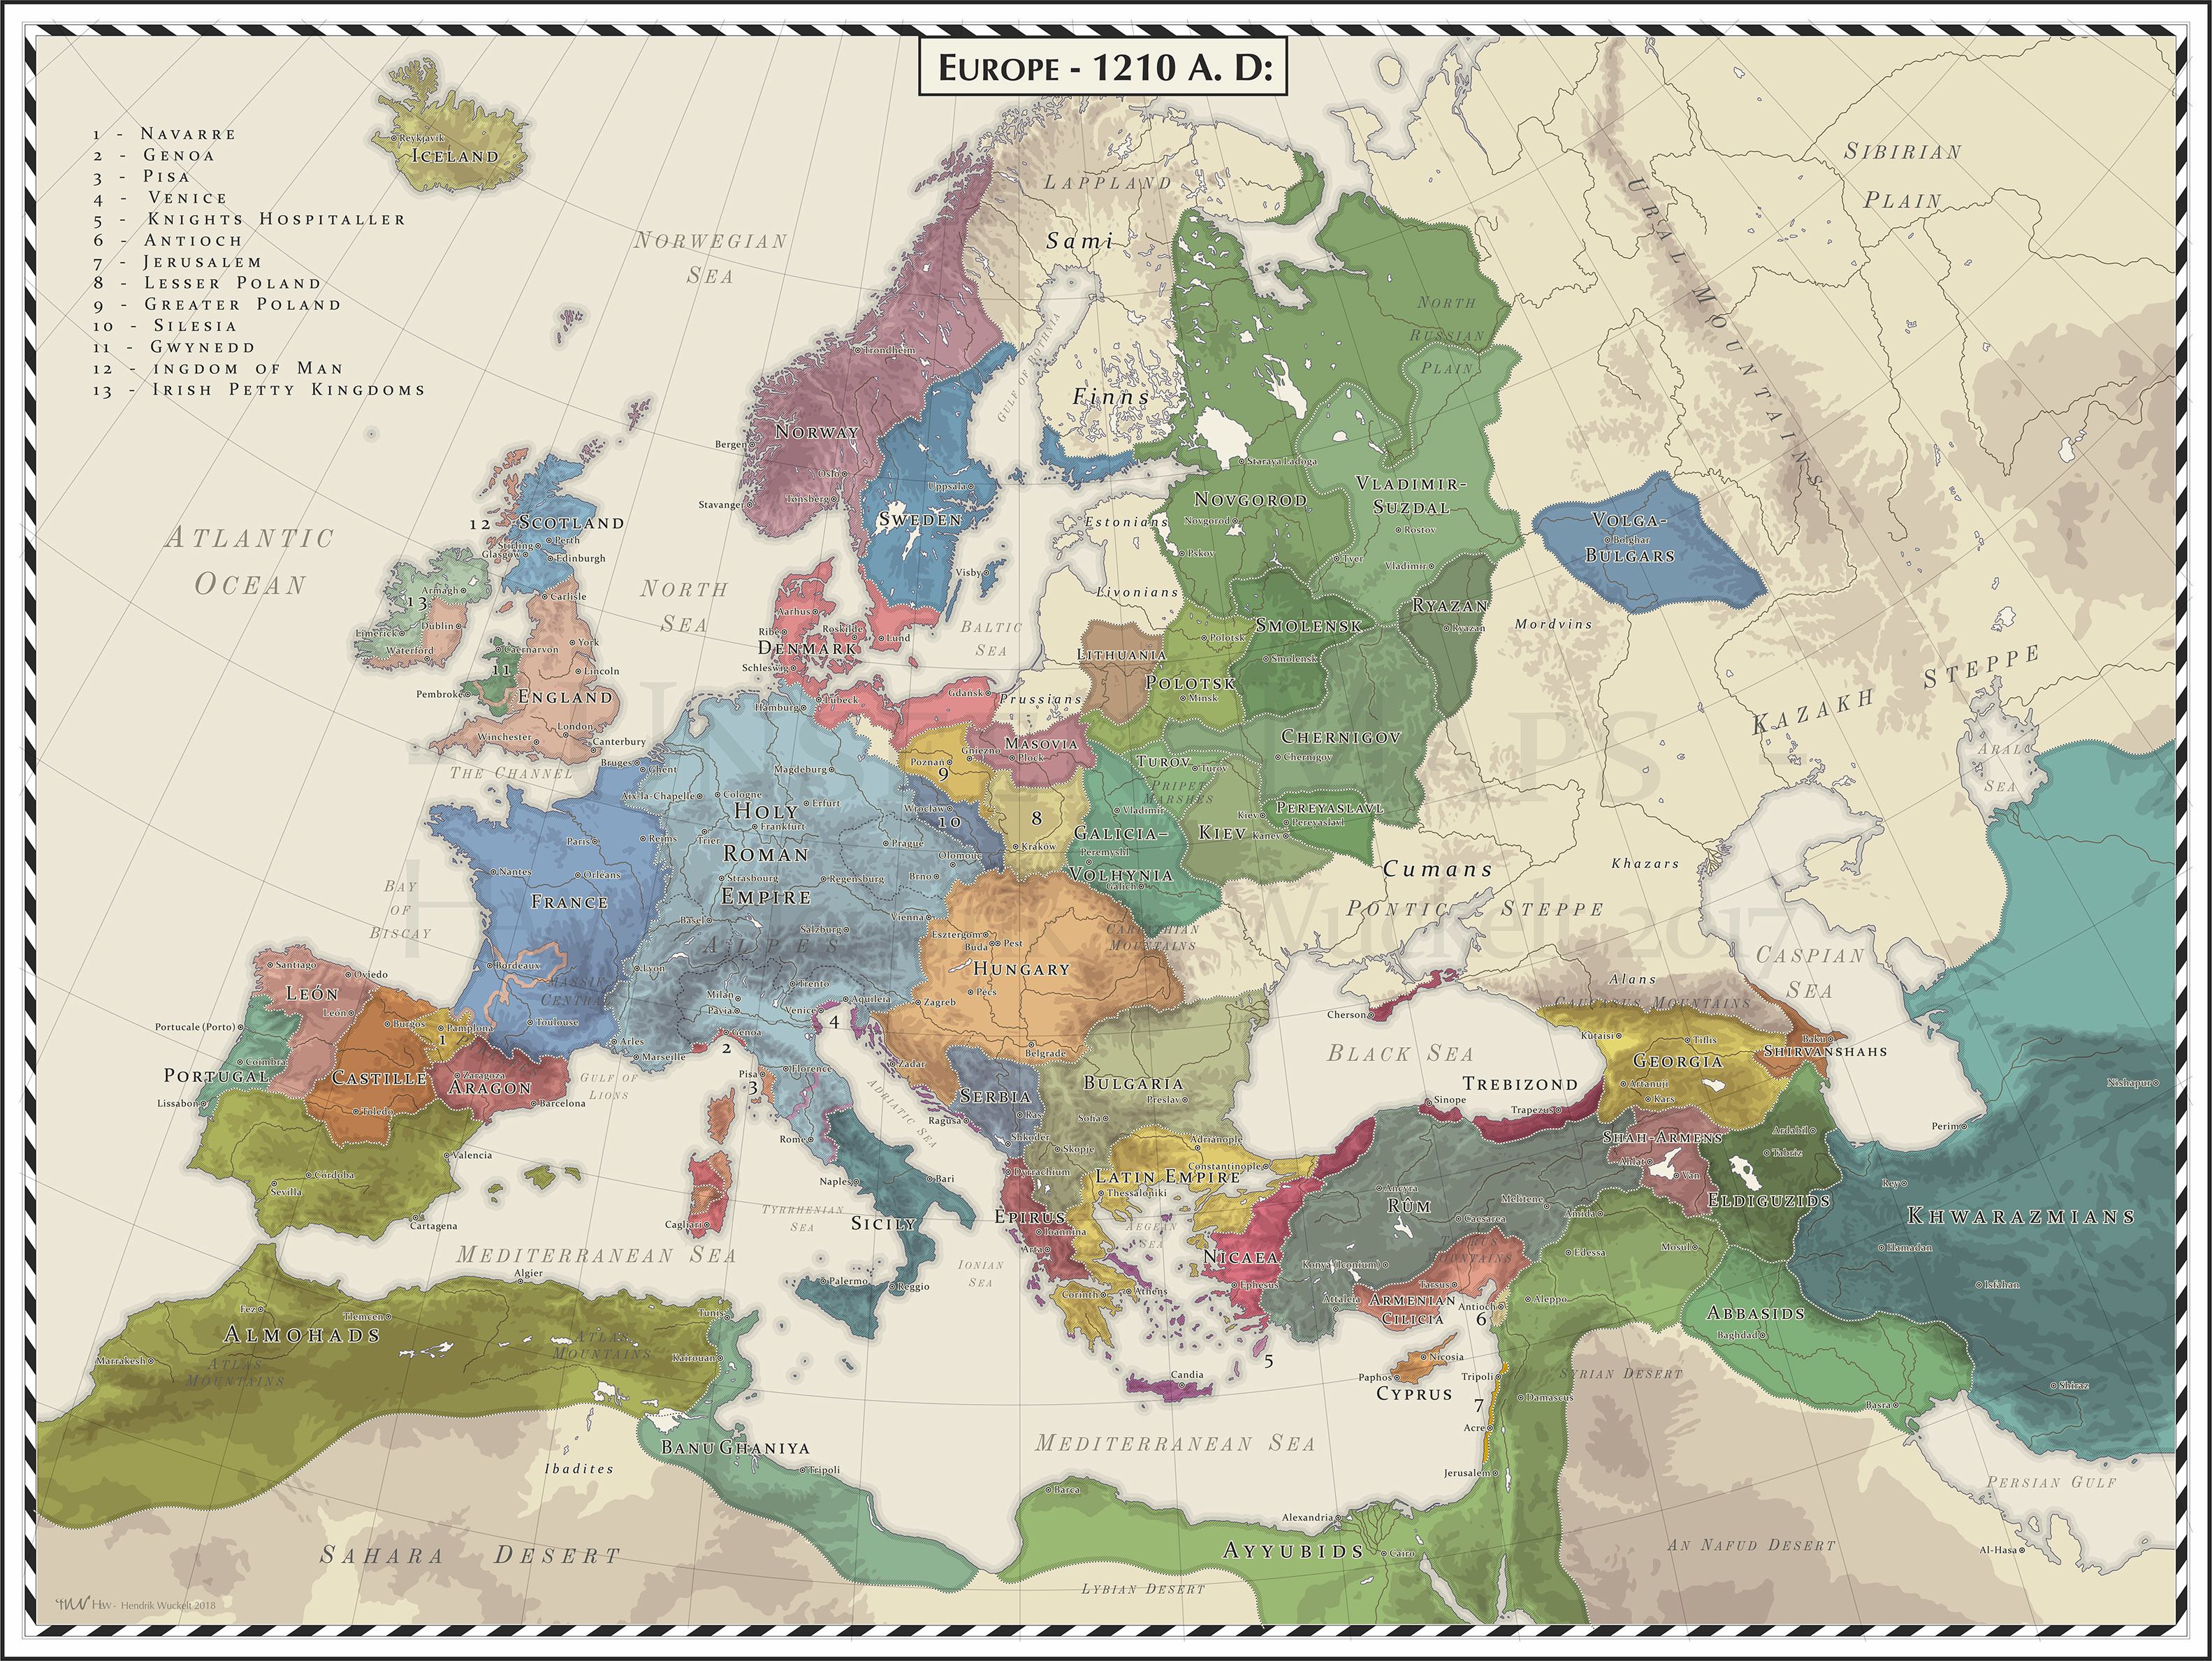 EUROPE - 1210 A. D:
1 - NAVARRE
2 - GENOA
3 - PISA
4 - VENICE
5 - KNIGHTS HOSPITALLER
6 - ANTIOCH
7 - JERUSALEM
8 - LESSER POLAND
9 - GREATER POLAND
10 - SILESIA
11 - GWYNEDD
12 - INGDOM OF MAN
13 - IRISH PETTY KINGDOMS
Reykjavik
ICELAND
NORWEGIAN
SEA
LAPPLAND
Sami
SIBIRIAN
PLAIN
URAL MOUNTAINS
NORTH
RUSSIAN
PLAIN
GULF OF BOTHNIA
Finns
Trondheim
NORWAY
Bergen
Oslo
Tønsberg
Stavanger
Uppsala
SWEDEN
Visby
Staraya Ladoga
NOVGOROD
Novgorod
Pskov
Estonians
Livonians
VLADIMIR-
SUZDAL
Rostov
Tver
Vladimir
RYAZAN
Ryazan
VOLGA-
Bolghar
BULGARS
Mordvins
ATLANTIC
OCEAN
NORTH
SEA
12
SCOTLAND
Perth
Stirling
Glasgow
Edinburgh
Carlisle
13
Armagh
Dublin
Limerick
Waterford
York
Caernarvon
11
Lincoln
Pembroke
ENGLAND
London
Winchester
Canterbury
THE CHANNEL
Aarhus
Ribe
Roskilde
Lund
DENMARK
Schleswig
BALTIC
SEA
Lübeck
Hamburg
Gdańsk
Prussians
LITHUANIA
Polotsk
POLOTSK
Minsk
SMOLENSK
Smolensk
CHERNIGOV
Chernigov
TUROV
Turov
PRIPET
MARSHES
PEREYASLAVL
Pereyaslavl
KIEV
Kiev
Kanev
GALICIA-
VOLHYNIA
Vladimir
Peremyshl
Galich
MASOVIA
Płock
Gniezno
Poznań
9
Wrocław
10
8
Kraków
Olomouc
Brno
Prague
Bruges
Ghent
Aix-la-Chapelle
Cologne
Magdeburg
Erfurt
HOLY
ROMAN
EMPIRE
Frankfurt
Trier
Strasbourg
Regensburg
Basel
Salzburg
Vienna
ALPES
Trento
Milan
Pavia
Venice
Aquileia
4
Genoa
2
Paris
Reims
Nantes
Orléans
FRANCE
Lyon
Bordeaux
MASSIF
CENTRAL
Toulouse
Arles
Marseille
BAY
OF
BISCAY
GULF OF
LIONS
Santiago
Oviedo
LEÓN
León
Burgos
Pamplona
1
Portucale (Porto)
Coimbra
PORTUGAL
Lissabon
CASTILLE
Toledo
Zaragoza
ARAGON
Barcelona
Valencia
Córdoba
Sevilla
Cartagena
Esztergom
Buda
Pest
HUNGARY
Pécs
Zagreb
Belgrade
Zadar
CARPATHIAN
MOUNTAINS
Cumans
PONTIC STEPPE
Khazars
KAZAKH STEPPE
ARAL
SEA
CASPIAN
SEA
Alans
CAUCASUS MOUNTAINS
Cherson
BLACK SEA
Kutaisi
Tiflis
GEORGIA
Artanuji
Kars
Baku
SHIRVANSHAHS
TREBIZOND
Sinope
Trapezus
SERBIA
Ras
Ragusa
Shkoder
Skopje
BULGARIA
Preslav
Sofia
Pisa
3
Florence
Rome
ADRIATIC SEA
Naples
Bari
SICILY
TYRRHENIAN
SEA
Cagliari
Palermo
Reggio
IONIAN
SEA
Dyrrachium
EPIRUS
Ioannina
Arta
Adrianople
LATIN EMPIRE
Constantinople
Thessaloniki
AEGEAN
SEA
Corinth
Athens
NICAEA
Ephesus
5
Candia
Ancyra
RÛM
Caesarea
Melitene
Konya (Iconium)
TAURUS
MOUNTAINS
Attaleia
Tarsus
ARMENIAN
CILICIA
Antioch
6
Nicosia
Paphos
CYPRUS
Tripoli
7
Acre
Jerusalem
SHAH-ARMENS
Ahlat
Van
Ardabil
Tabriz
ELDIGUZIDS
Amida
Edessa
Mosul
Aleppo
Damascus
SYRIAN DESERT
ABBASIDS
Baghdad
Basra
Nishapur
Perim
Rey
KHWARAZMIANS
Hamadan
Isfahan
Shiraz
PERSIAN GULF
AN NAFUD DESERT
Al-Hasa
MEDITERRANEAN SEA
Algier
Fez
Tlemcen
ALMOHADS
Marrakesh
ATLAS
MOUNTAINS
ATLAS
MOUNTAINS
Tunis
Kairouan
BANU GHANIYA
Tripoli
Ibadites
SAHARA DESERT
MEDITERRANEAN SEA
Barca
Alexandria
AYYUBIDS
Cairo
LYBIAN DESERT
HW - Hendrik Wuckelt 2018